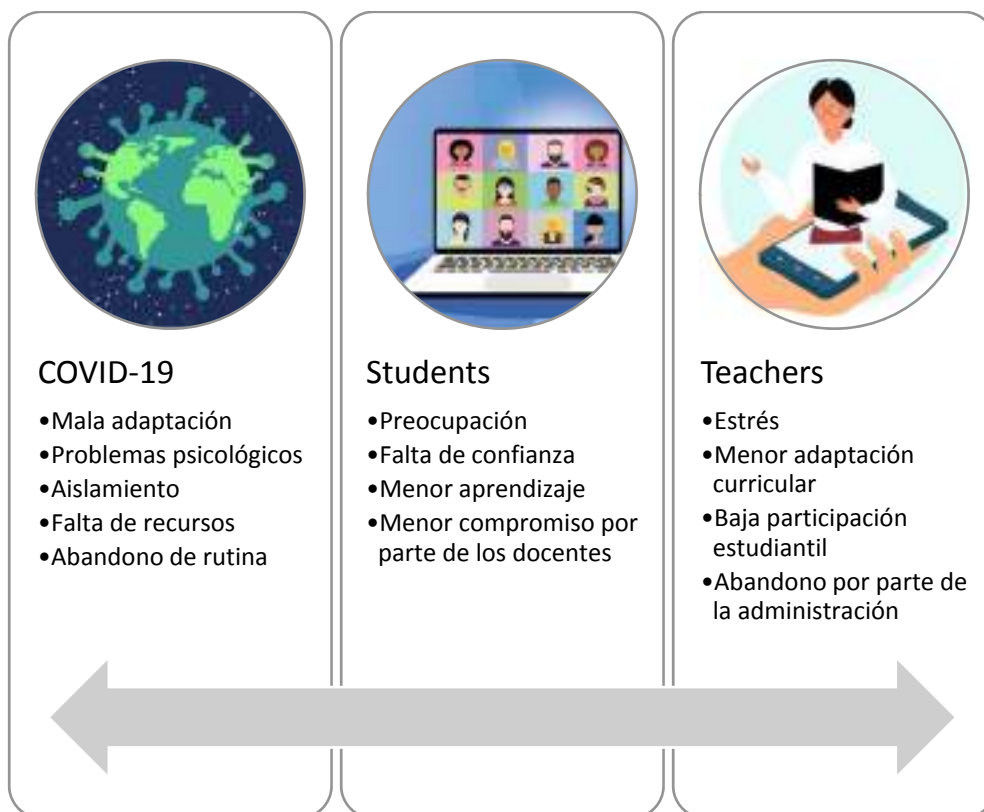 COVID-19
•Mala adaptación
•Problemas psicológicos
•Aislamiento
•Falta de recursos
•Abandono de rutina
Students
•Preocupación
•Falta de confianza
•Menor aprendizaje
•Menor compromiso por
parte de los docentes
Teachers
•Estrés
•Menor adaptación
curricular
•Baja participación
estudiantil
•Abandono por parte de
la administración